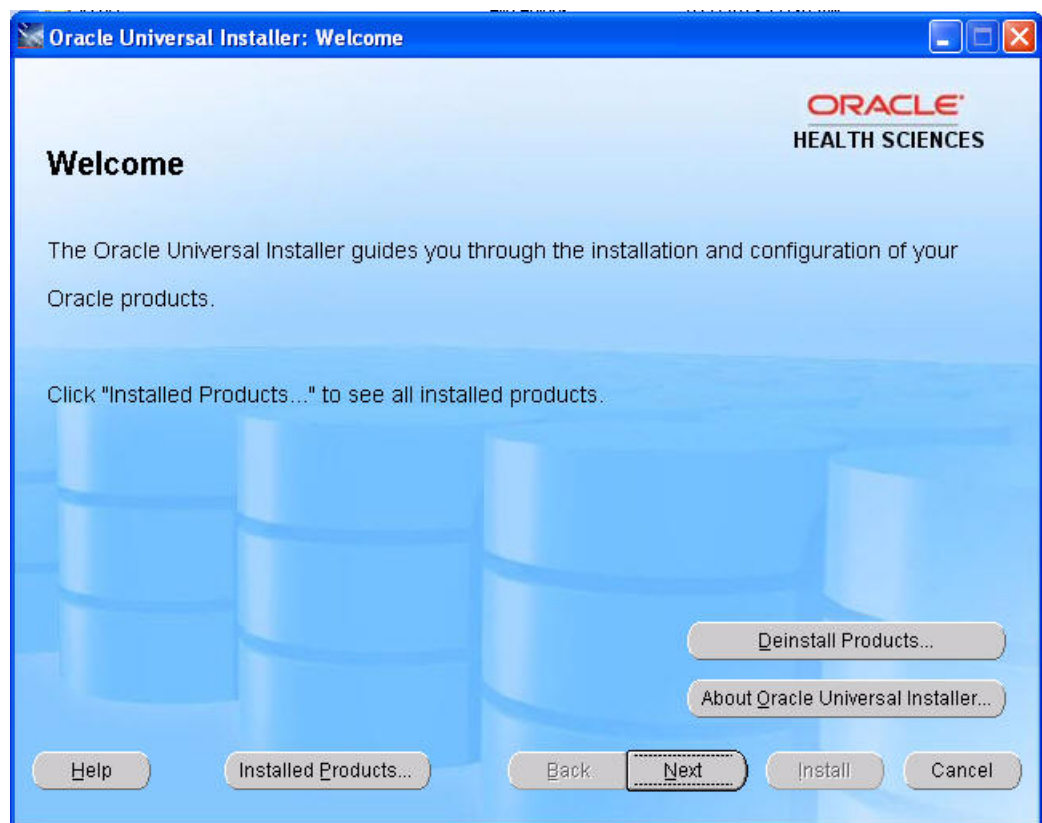 Oracle Universal Installer: Welcome
ORACLE
HEALTH SCIENCES
Welcome
The Oracle Universal Installer guides you through the installation and configuration of your
Oracle products.
Click "Installed Products..." to see all installed products.
Deinstall Products...
About Oracle Universal Installer...
Help
Installed Products...
Back
Next
Install
Cancel